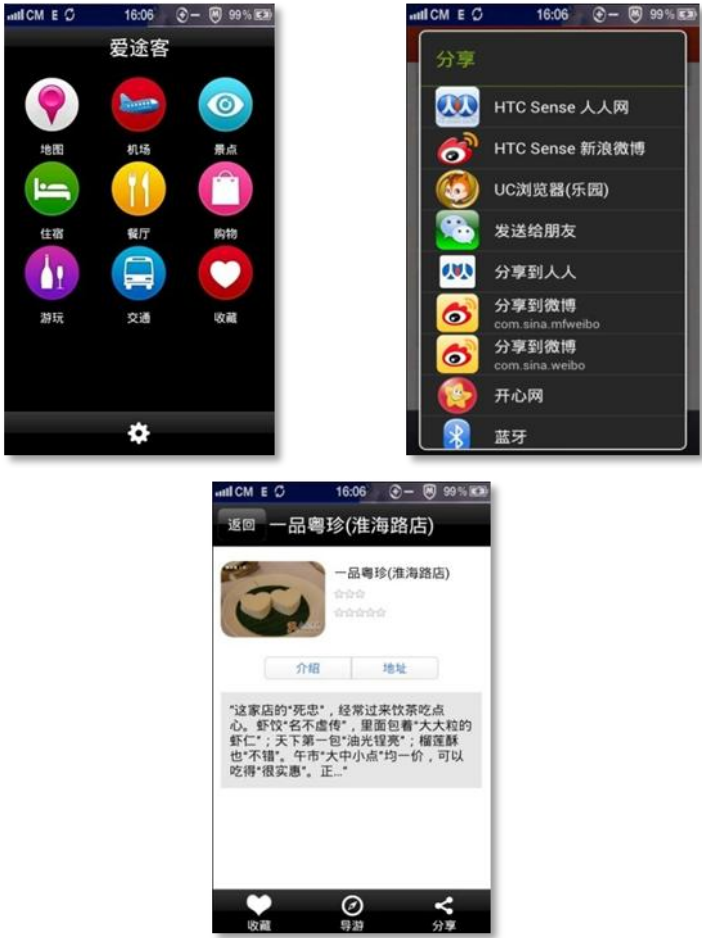 CM E 16:06 99%
爱途客
地图 机场 景点
住宿 餐厅 购物
游玩 交通 收藏
CM E 16:06 99%
分享
HTC Sense 人人网
HTC Sense 新浪微博
UC浏览器(乐园)
发送给朋友
分享到人人
分享到微博
com.sina.mfweibo
分享到微博
com.sina.weibo
开心网
蓝牙
CM E 16:06 99%
返回 一品粤珍(淮海路店)
一品粤珍(淮海路店)
介绍 地址
"这家店的"死忠"，经常过来饮茶吃点
心。虾饺"名不虚传"，里面包着"大大粒的
虾仁"；天下第一包"油光锃亮"；榴莲酥
也"不错"。午市"大中小点"均一价，可以
吃得"很实惠"。正..."
收藏 导游 分享